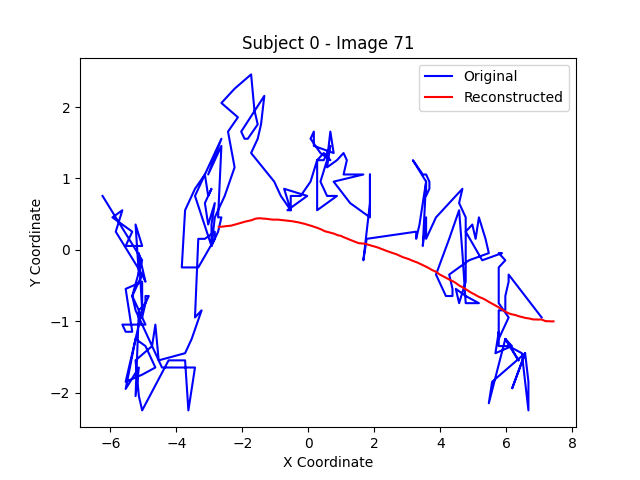 Subject 0 - Image 71
Original
Reconstructed
Y Coordinate
2
1
0
−1
−2
−6 −4 −2 0 2 4 6 8
X Coordinate